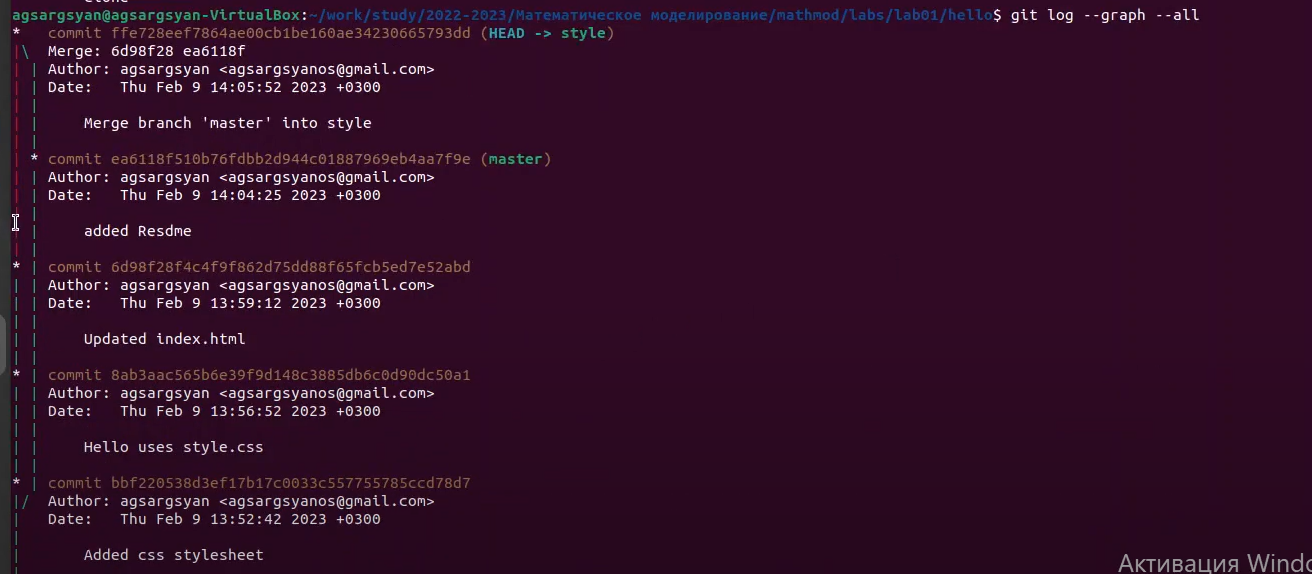 agsargsyan@agsargsyan-VirtualBox:~/work/study/2022-2023/Математическое моделирование/mathmod/labs/lab01/hello$ git log --graph --all
*   commit ffe728eef7864ae00cb1be160ae34230665793dd (HEAD -> style)
|\  Merge: 6d98f28 ea6118f
| | Author: agsargsyan <agsargsyanos@gmail.com>
| | Date:   Thu Feb 9 14:05:52 2023 +0300
| |
| |     Merge branch 'master' into style
| |
| * commit ea6118f510b76fdbb2d944c01887969eb4aa7f9e (master)
| | Author: agsargsyan <agsargsyanos@gmail.com>
| | Date:   Thu Feb 9 14:04:25 2023 +0300
| |
| |     added Resdme
| |
* | commit 6d98f28f4c4f9f862d75dd88f65fcb5ed7e52abd
| | Author: agsargsyan <agsargsyanos@gmail.com>
| | Date:   Thu Feb 9 13:59:12 2023 +0300
| |
| |     Updated index.html
| |
* | commit 8ab3aac565b6e39f9d148c3885db6c0d90dc50a1
| | Author: agsargsyan <agsargsyanos@gmail.com>
| | Date:   Thu Feb 9 13:56:52 2023 +0300
| |
| |     Hello uses style.css
| |
* | commit bbf220538d3ef17b17c0033c557755785ccd78d7
|/  Author: agsargsyan <agsargsyanos@gmail.com>
|   Date:   Thu Feb 9 13:52:42 2023 +0300
|
|       Added css stylesheet
Активация Windo